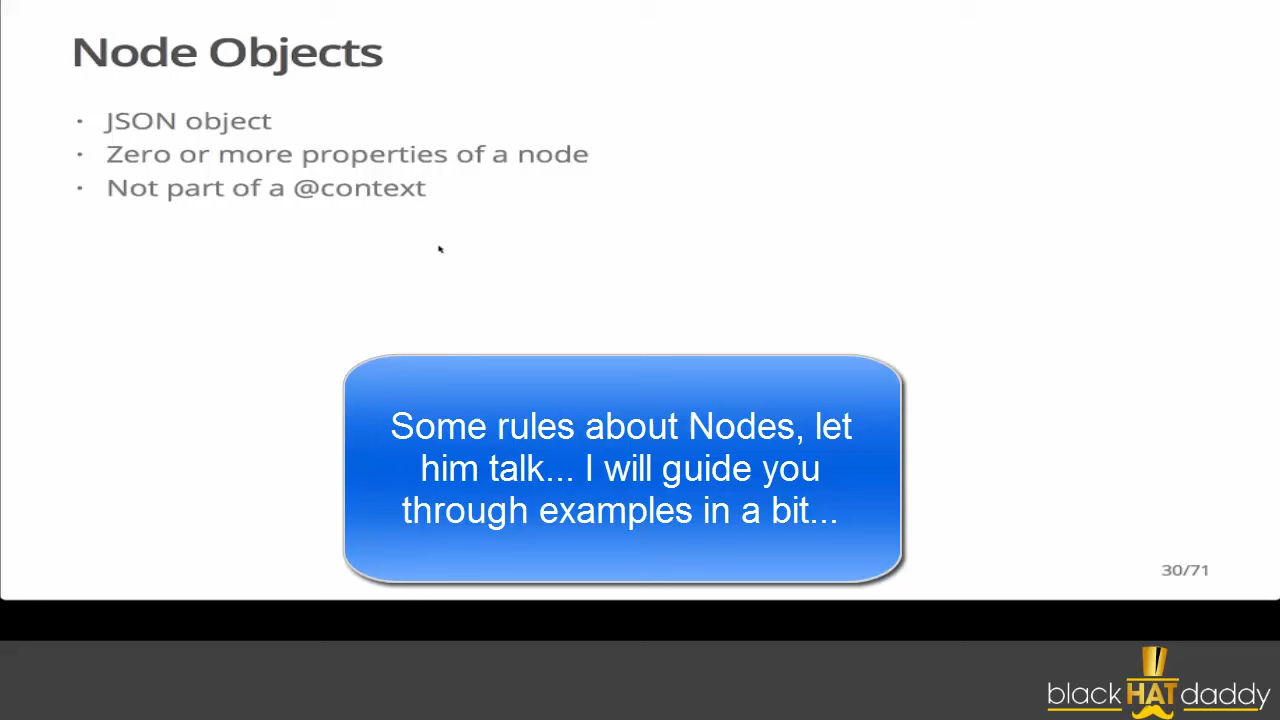 Node Objects
· JSON object
· Zero or more properties of a node
· Not part of a @context
Some rules about Nodes, let
him talk... I will guide you
through examples in a bit...
30/71
blackHATdaddy